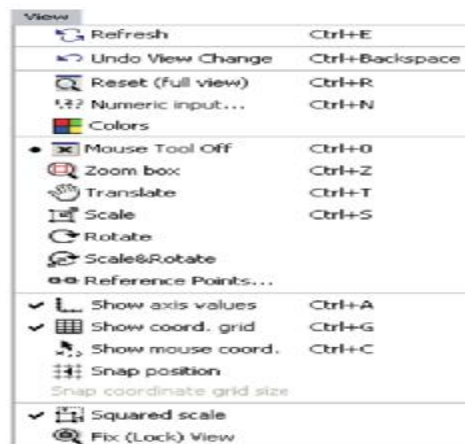 View
Refresh Ctrl+E
Undo View Change Ctrl+Backspace
Reset (full view) Ctrl+R
Numeric input... Ctrl+N
Colors
Mouse Tool Off Ctrl+0
Zoom box Ctrl+Z
Translate Ctrl+T
Scale Ctrl+S
Rotate
Scale&Rotate
Reference Points...
Show axis values Ctrl+A
Show coord. grid Ctrl+G
Show mouse coord. Ctrl+C
Snap position
Snap coordinate grid size
Squared scale
Fix (Lock) View